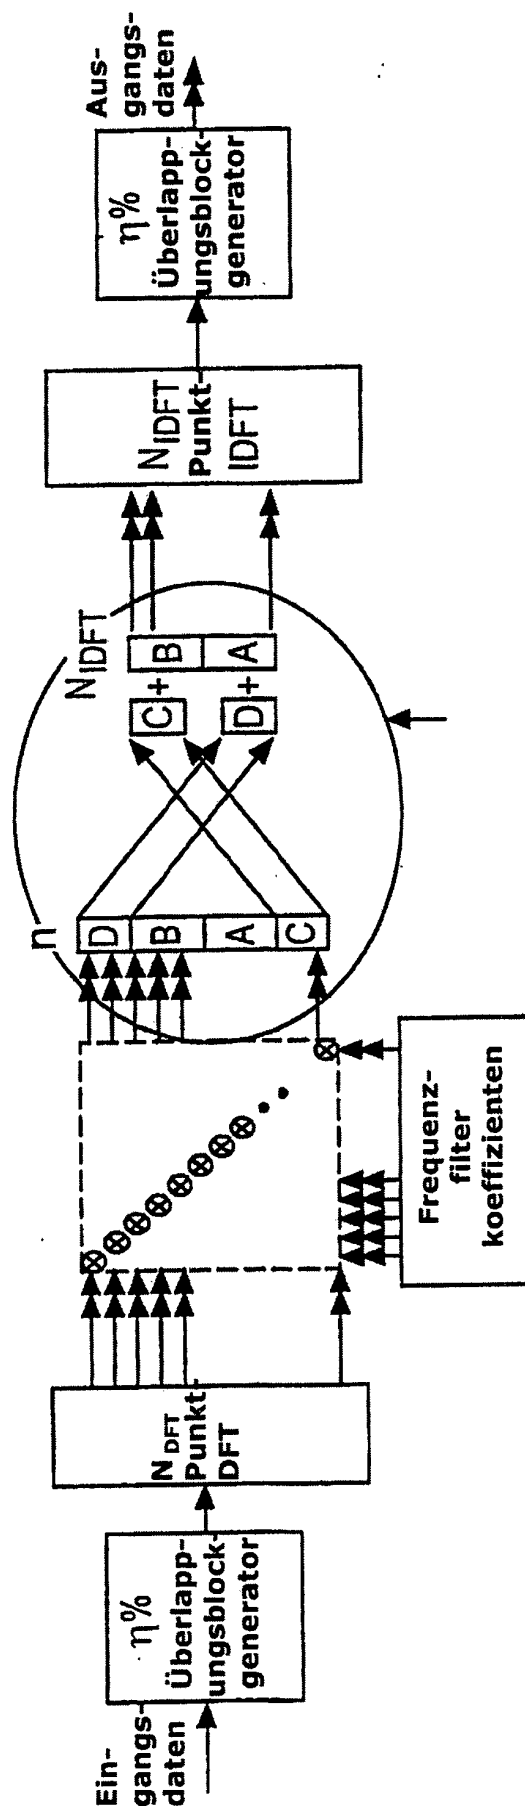 Ein-
gangs-
daten
η%
Überlapp-
ungsblock-
generator
N_DFT
Punkt-
DFT
Frequenz-
filter
koeffizienten
n
D
B
A
C
C+B
D+A
N_IDFT
N_IDFT
Punkt-
IDFT
η%
Überlapp-
ungsblock-
generator
Aus-
gangs-
daten